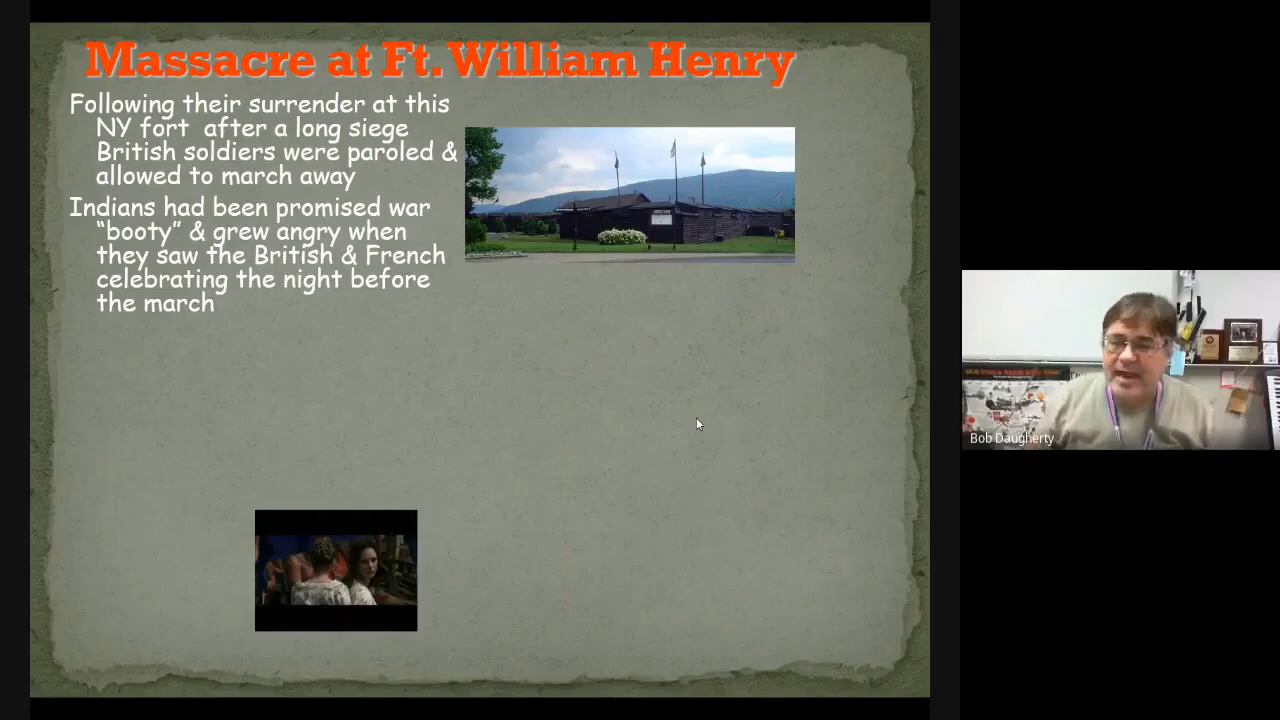 Massacre at Ft. William Henry
Following their surrender at this
NY fort after a long siege
British soldiers were paroled &
allowed to march away
Indians had been promised war
“booty” & grew angry when
they saw the British & French
celebrating the night before
the march
Bob Daugherty